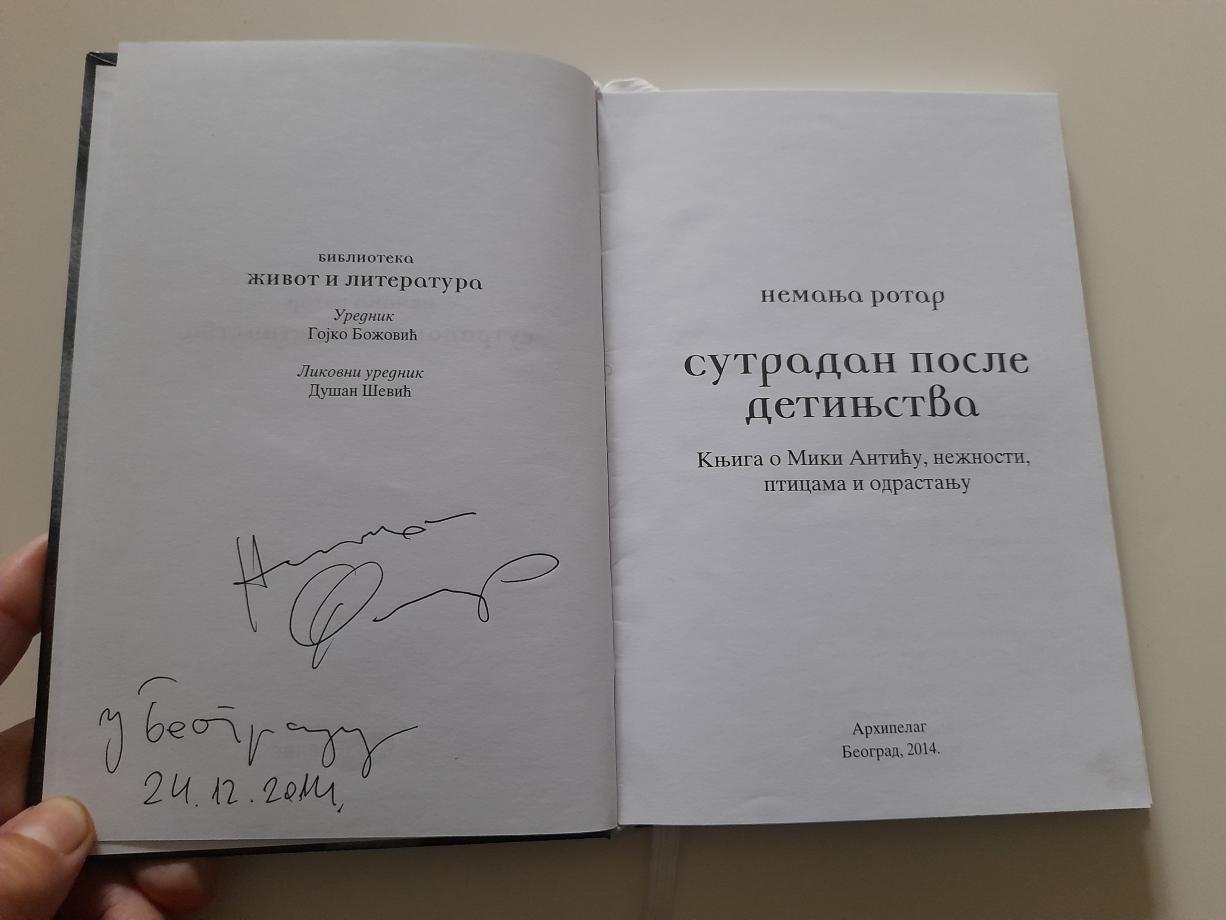 библиотека
живот и литература
Уредник
Гојко Божовић
Ликовни уредник
Душан Шевић
у Београду
24.12.2014.
немања ротар
сутрадан после
детињства
Књига о Мики Антићу, нежности,
птицама и одрастању
Архипелаг
Београд, 2014.